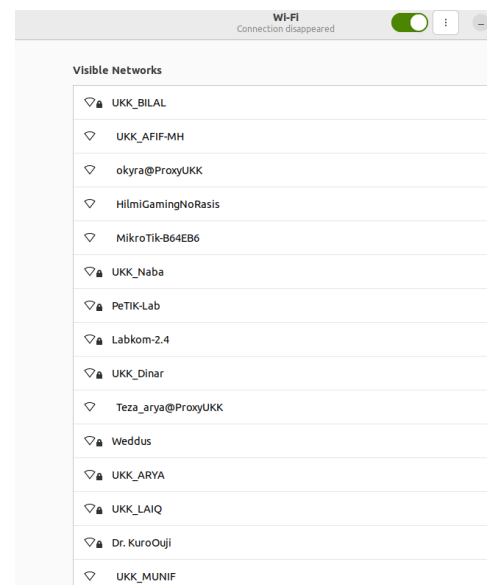 Wi-Fi
Connection disappeared
Visible Networks
UKK_BILAL
UKK_AFIF-MH
okyra@ProxyUKK
HilmiGamingNoRasis
MikroTik-B64EB6
UKK_Naba
PeTIK-Lab
Labkom-2.4
UKK_Dinar
Teza_arya@ProxyUKK
Weddus
UKK_ARYA
UKK_LAIQ
Dr. KuroOuji
UKK_MUNIF